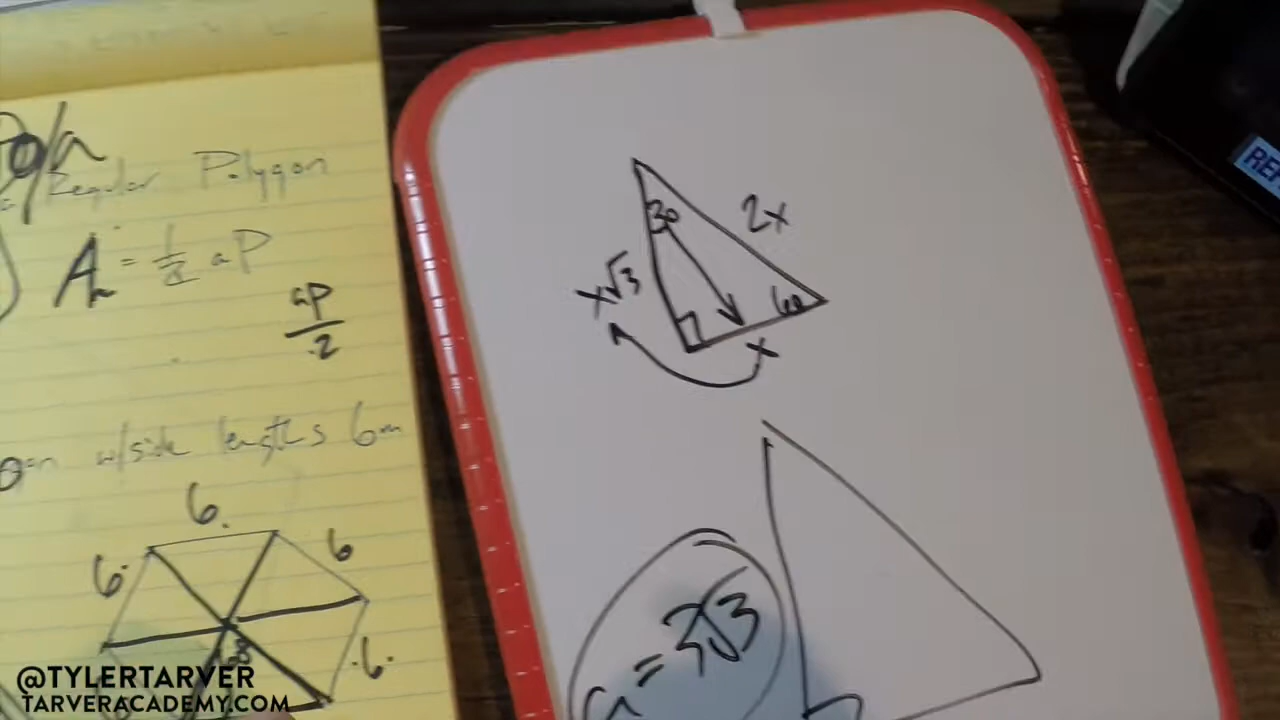 Regular Polygon
A = 1/2 aP
aP
2
w/side lengths 6m
6
6
6
6
@TYLERTARVER
TARVERACADEMY.COM
30
2x
x√3
60
x
a = 3√3